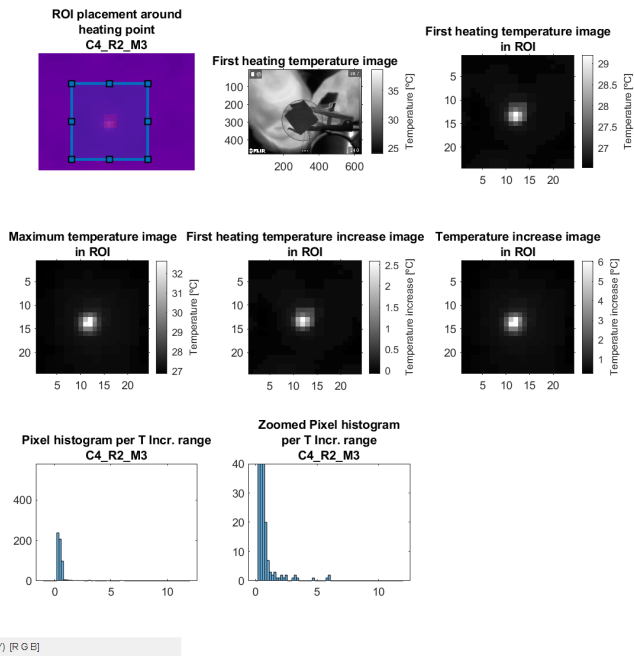 ROI placement around
heating point
C4_R2_M3
First heating temperature image
100
200
300
400
200 400 600
35
30
25
Temperature [ºC]
FLIR
First heating temperature image
in ROI
5
10
15
20
5 10 15 20
29
28.5
28
27.5
27
Temperature [ºC]
Maximum temperature image
in ROI
5
10
15
20
5 10 15 20
32
31
30
29
28
27
Temperature [ºC]
First heating temperature increase image
in ROI
5
10
15
20
5 10 15 20
2.5
2
1.5
1
0.5
0
Temperature increase [ºC]
Temperature increase image
in ROI
5
10
15
20
5 10 15 20
6
5
4
3
2
1
Temperature increase [ºC]
Pixel histogram per T Incr. range
C4_R2_M3
400
200
0
0 5 10
Zoomed Pixel histogram
per T Incr. range
C4_R2_M3
40
30
20
10
0
0 5 10
) [R G B]